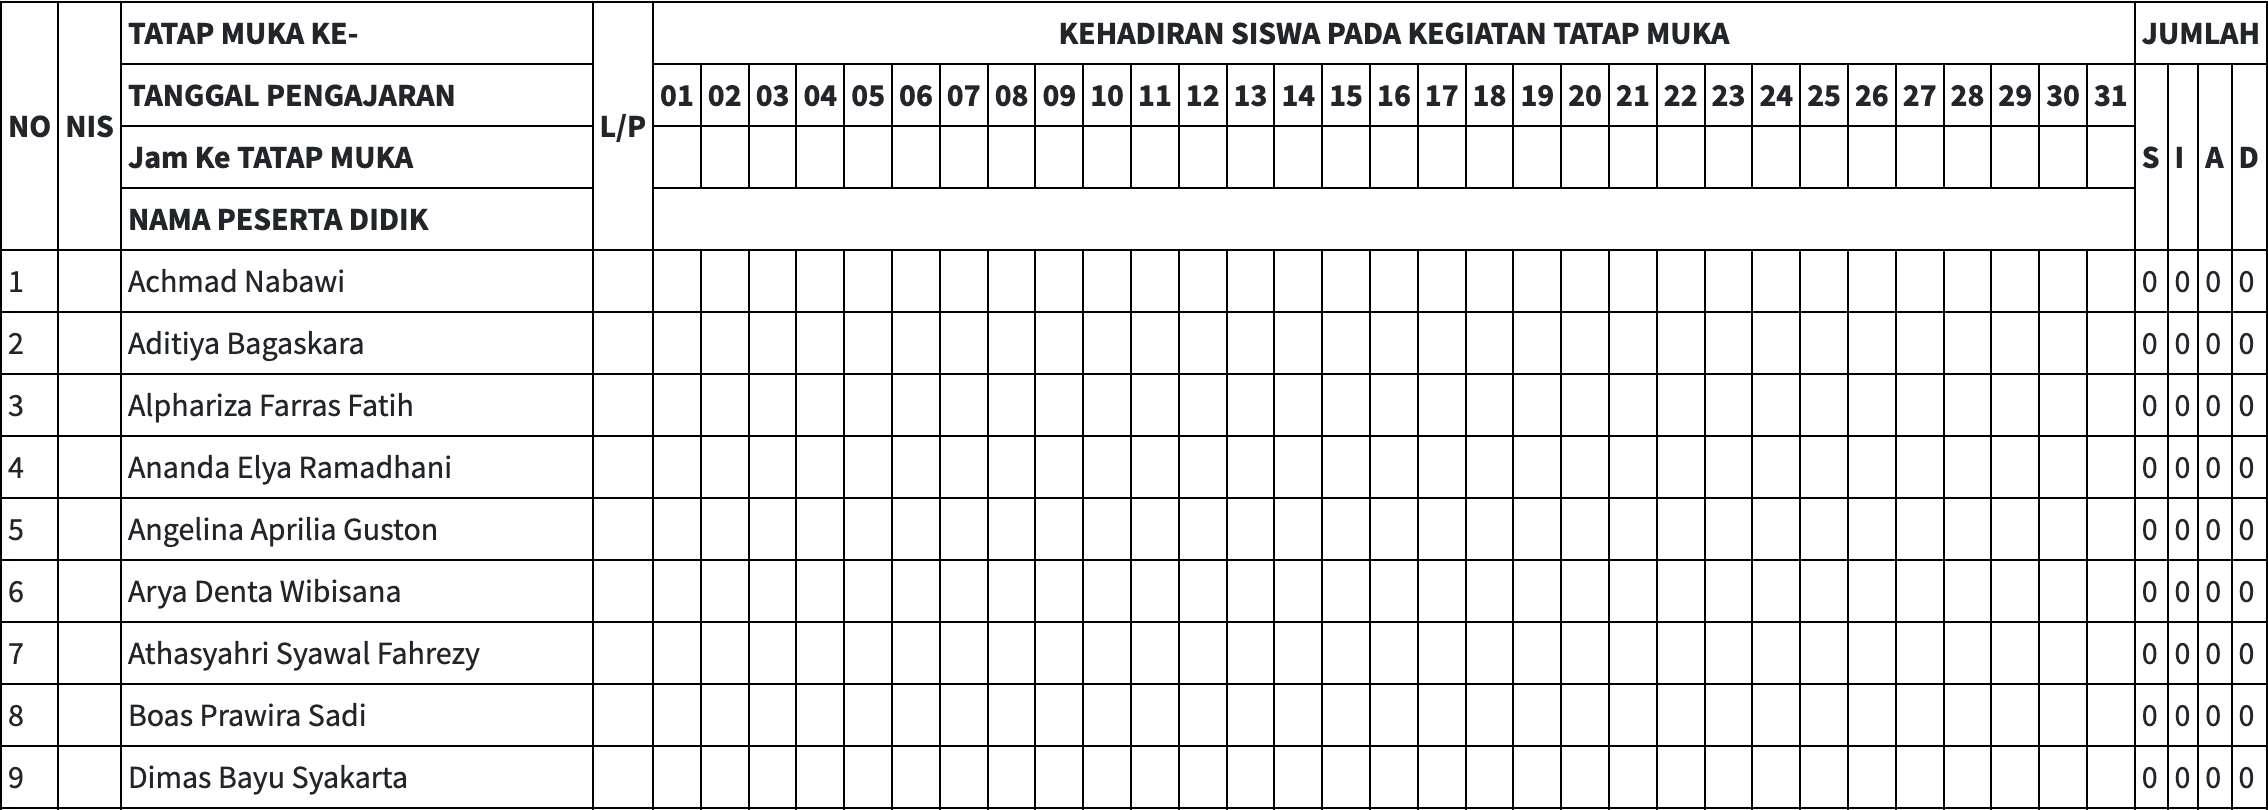 TATAP MUKA KE- KEHADIRAN SISWA PADA KEGIATAN TATAP MUKA JUMLAH
TANGGAL PENGAJARAN 01 02 03 04 05 06 07 08 09 10 11 12 13 14 15 16 17 18 19 20 21 22 23 24 25 26 27 28 29 30 31
NO NIS L/P
Jam Ke TATAP MUKA S I A D
NAMA PESERTA DIDIK
1 Achmad Nabawi 0 0 0 0
2 Aditiya Bagaskara 0 0 0 0
3 Alphariza Farras Fatih 0 0 0 0
4 Ananda Elya Ramadhani 0 0 0 0
5 Angelina Aprilia Guston 0 0 0 0
6 Arya Denta Wibisana 0 0 0 0
7 Athasyahri Syawal Fahrezy 0 0 0 0
8 Boas Prawira Sadi 0 0 0 0
9 Dimas Bayu Syakarta 0 0 0 0